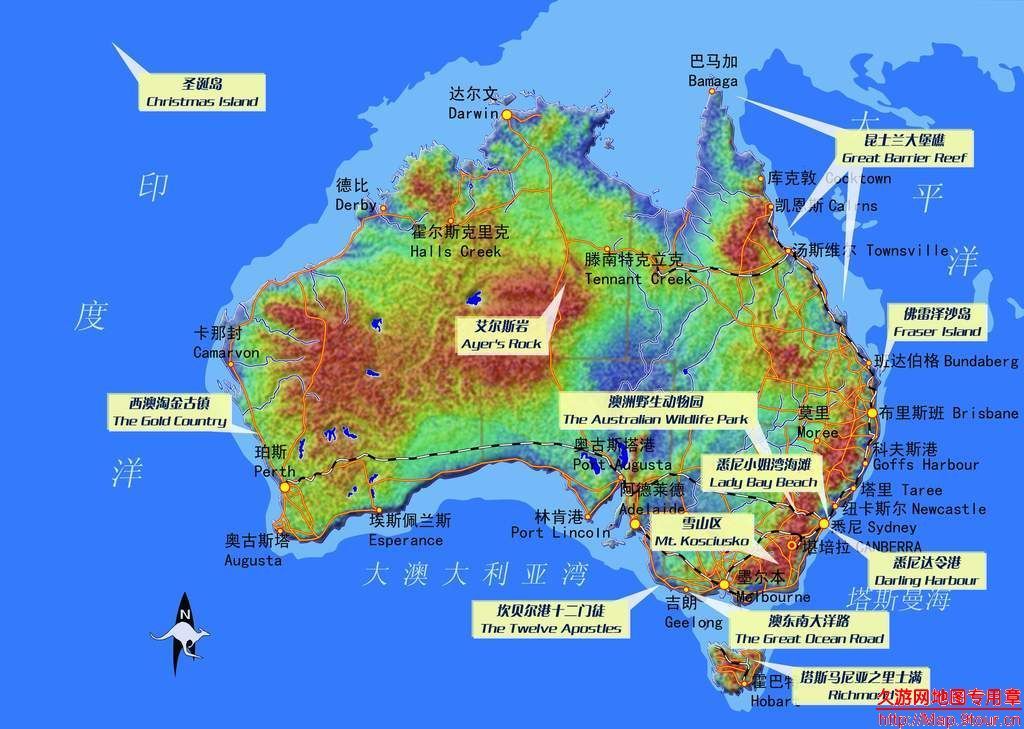 圣诞岛
Christmas Island
巴马加
Bamaga
达尔文
Darwin
太
平
洋
昆士兰大堡礁
Great Barrier Reef
印
度
洋
德比
Derby
库克敦 Cooktown
凯恩斯 Cairns
霍尔斯克里克
Halls Creek
汤斯维尔 Townsville
滕南特克立克
Tennant Creek
艾尔斯岩
Ayer's Rock
佛雷泽沙岛
Fraser Island
卡那封
Camarvon
班达伯格 Bundaberg
西澳淘金古镇
The Gold Country
澳洲野生动物园
The Australian Wildlife Park
莫里
Moree
布里斯班 Brisbane
珀斯
Perth
奥古斯塔港
Port Augusta
科夫斯港
Goffs Harbour
悉尼小姐湾海滩
Lady Bay Beach
阿德莱德
Adelaide
塔里 Taree
纽卡斯尔 Newcastle
埃斯佩兰斯
Esperance
林肯港
Port Lincoln
雪山区
Mt. Kosciusko
悉尼 Sydney
奥古斯塔
Augusta
堪培拉 CANBERRA
悉尼达令港
Darling Harbour
大澳大利亚湾
墨尔本
Melbourne
塔斯曼海
吉朗
Geelong
坎贝尔港十二门徒
The Twelve Apostles
澳东南大洋路
The Great Ocean Road
N
霍巴特
Hobart
塔斯马尼亚之里士满
Richmond
久游网地图专用章
http://Map.9tour.cn